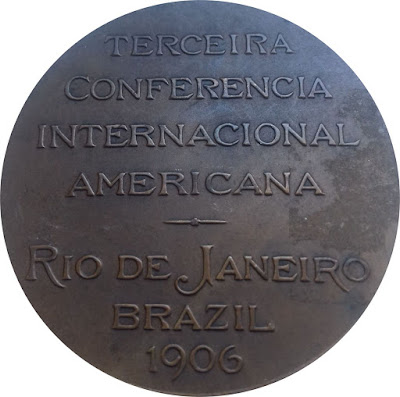 TERCEIRA
CONFERENCIA
INTERNACIONAL
AMERICANA
RIO DE JANEIRO
BRAZIL
1906